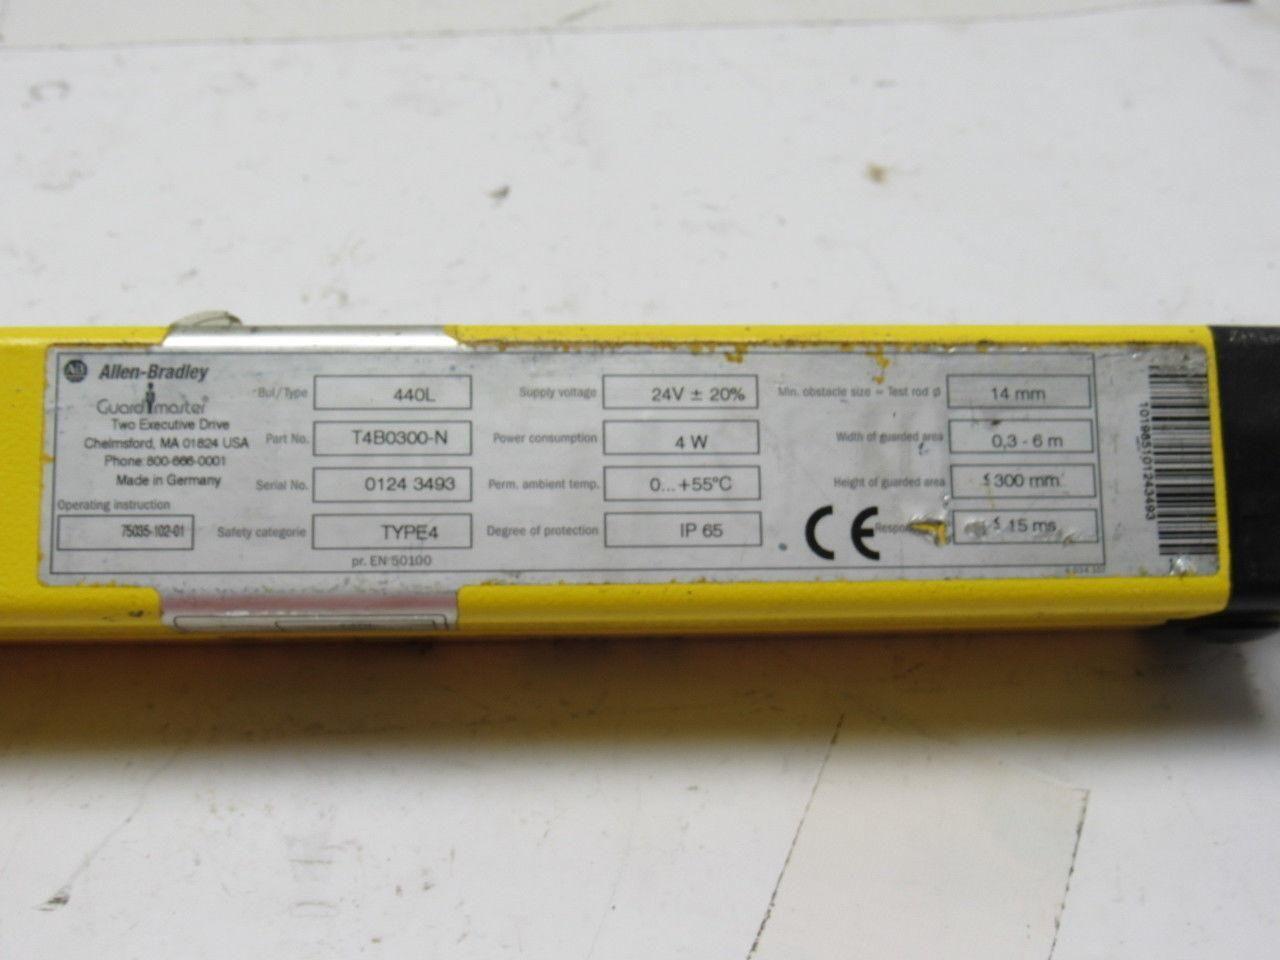 AB Allen-Bradley
Guardmaster
Two Executive Drive
Chelmsford, MA 01824 USA
Phone: 800-666-0001
Made in Germany
Operating instruction
75035-102-01
Bul/Type 440L
Part No. T4B0300-N
Serial No. 0124 3493
Safety categorie TYPE4
pr. EN 50100
Supply voltage 24V ± 20%
Power consumption 4 W
Perm. ambient temp. 0...+55°C
Degree of protection IP 65
Min. obstacle size = Test rod ø 14 mm
Width of guarded area 0,3 - 6 m
Height of guarded area ≤ 300 mm
CE
≤ 15 ms